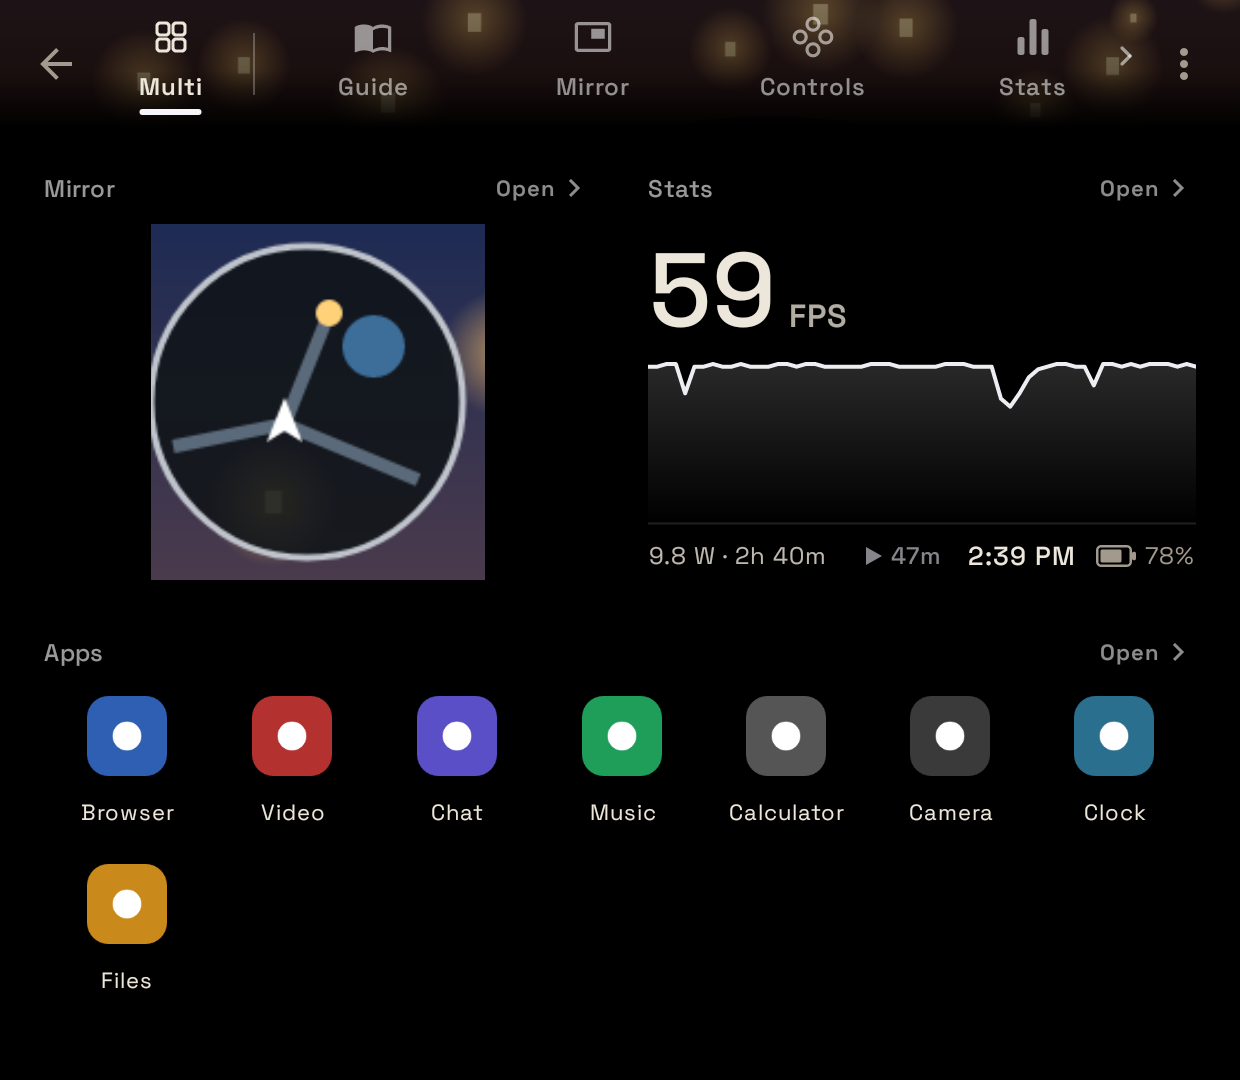 Multi
Guide
Mirror
Controls
Stats
Mirror
Open
Stats
Open
59 FPS
9.8 W · 2h 40m
47m
2:39 PM
78%
Apps
Open
Browser
Video
Chat
Music
Calculator
Camera
Clock
Files